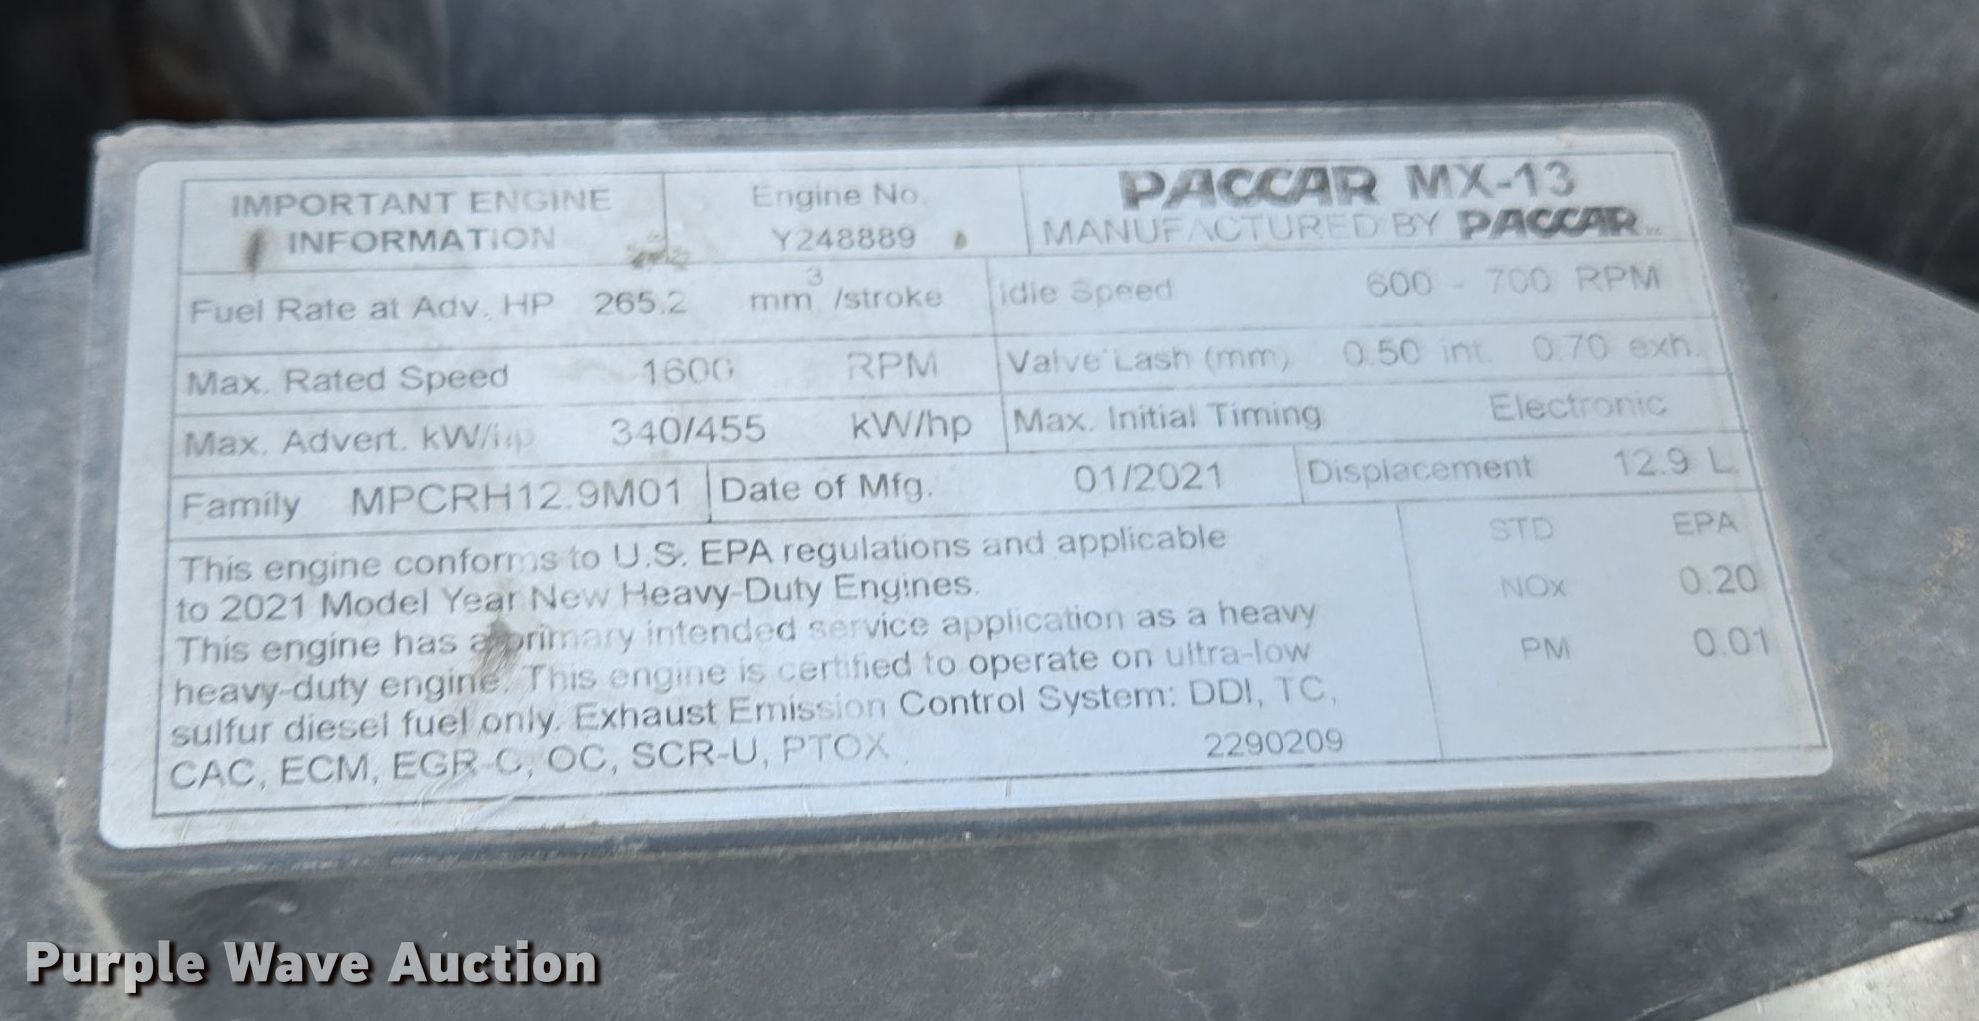 IMPORTANT ENGINE
INFORMATION
Engine No.
Y248889
PACCAR MX-13
MANUFACTURED BY PACCAR
Fuel Rate at Adv. HP 265.2 mm³/stroke
Idle Speed 600 - 700 RPM
Max. Rated Speed 1600 RPM
Valve Lash (mm) 0.50 int. 0.70 exh.
Max. Advert. kW/hp 340/455 kW/hp
Max. Initial Timing Electronic
Family MPCRH12.9M01
Date of Mfg. 01/2021
Displacement 12.9 L
This engine conforms to U.S. EPA regulations and applicable
to 2021 Model Year New Heavy-Duty Engines.
This engine has a primary intended service application as a heavy
heavy-duty engine. This engine is certified to operate on ultra-low
sulfur diesel fuel only. Exhaust Emission Control System: DDI, TC,
CAC, ECM, EGR-C, OC, SCR-U, PTOX
2290209
STD EPA
NOX 0.20
PM 0.01
Purple Wave Auction